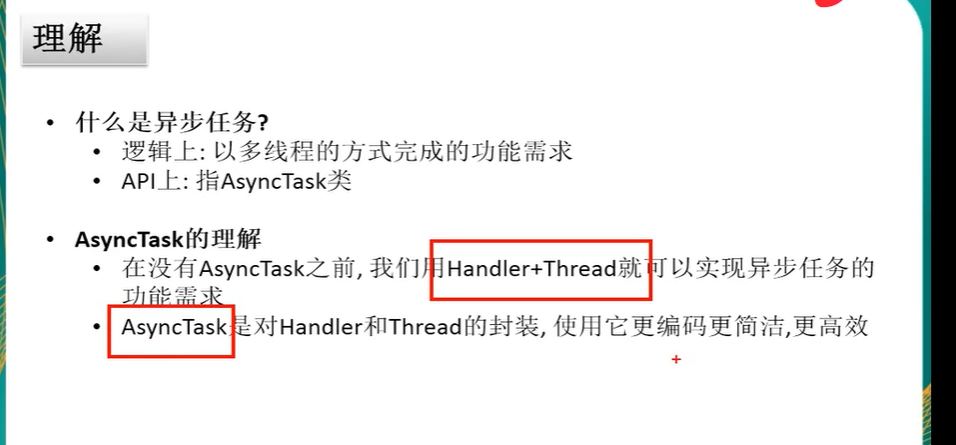 理解
• 什么是异步任务?
• 逻辑上: 以多线程的方式完成的功能需求
• API上: 指AsyncTask类
• AsyncTask的理解
• 在没有AsyncTask之前, 我们用Handler+Thread就可以实现异步任务的
功能需求
• AsyncTask是对Handler和Thread的封装, 使用它更编码更简洁,更高效